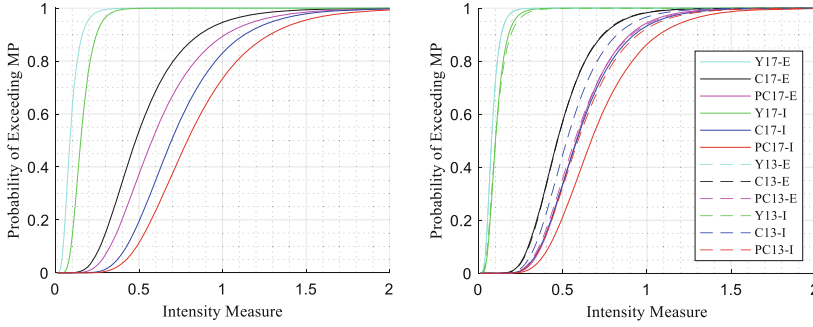 Probability of Exceeding MP
1
0.8
0.6
0.4
0.2
0
0
0.5
1
1.5
2
Intensity Measure
Probability of Exceeding MP
1
0.8
0.6
0.4
0.2
0
0
0.5
1
1.5
2
Intensity Measure
Y17-E
C17-E
PC17-E
Y17-I
C17-I
PC17-I
Y13-E
C13-E
PC13-E
Y13-I
C13-I
PC13-I